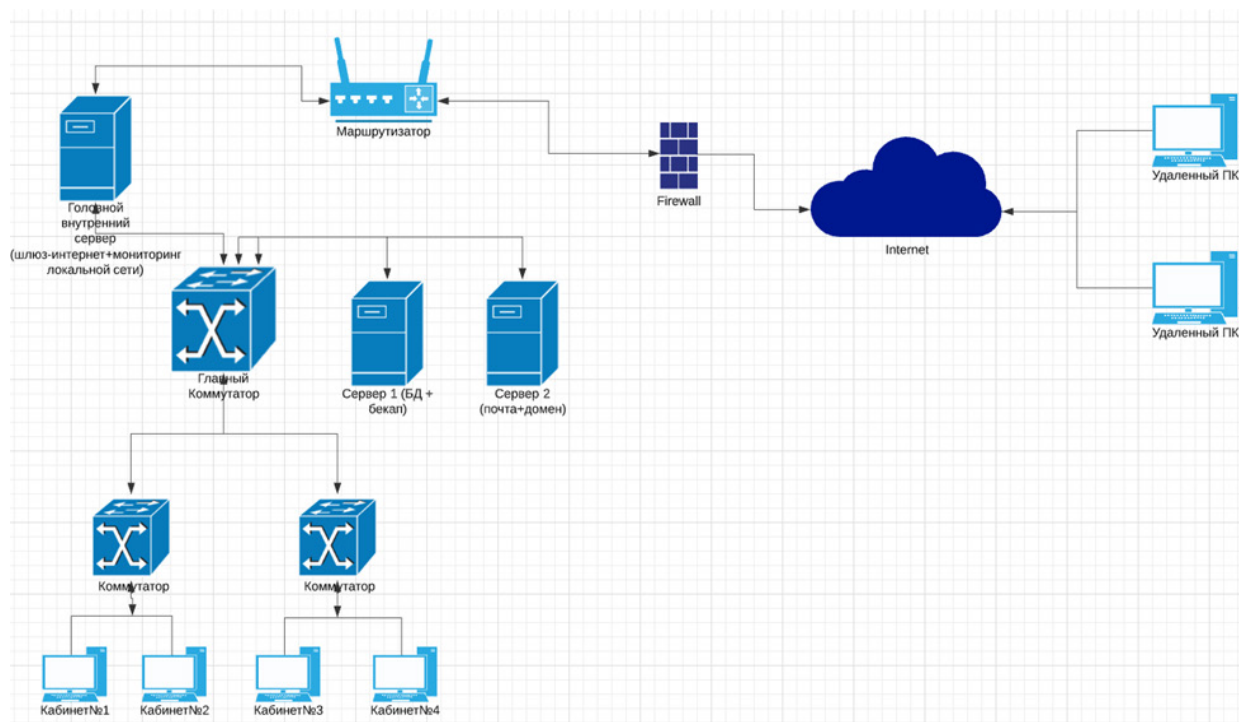 Маршрутизатор
Удаленный ПК
Firewall
Головной
внутренний
сервер
(шлюз-интернет+мониторинг
локальной сети)
Internet
Удаленный ПК
Главный
Коммутатор
Сервер 1 (БД +
бекап)
Сервер 2
(почта+домен)
Коммутатор
Коммутатор
Кабинет№1
Кабинет№2
Кабинет№3
Кабинет№4